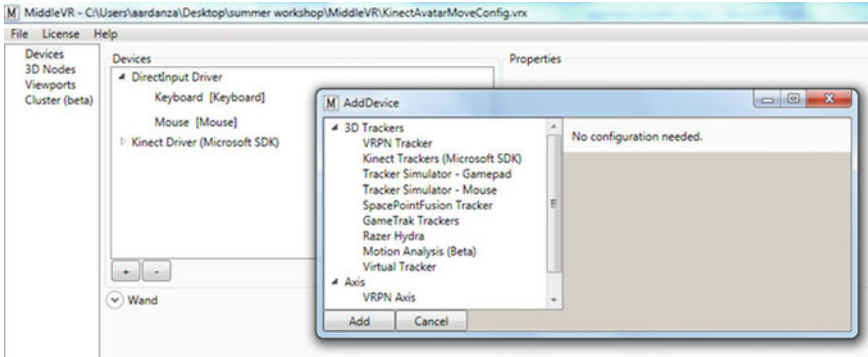 MiddleVR - C:\Users\aardanza\Desktop\summer workshop\MiddleVR\KinectAvatarMoveConfig.vrx
File License Help
Devices
3D Nodes
Viewports
Cluster (beta)
Devices
DirectInput Driver
Keyboard [Keyboard]
Mouse [Mouse]
Kinect Driver (Microsoft SDK)
+ -
Wand
Properties
AddDevice
3D Trackers
VRPN Tracker
Kinect Trackers (Microsoft SDK)
Tracker Simulator - Gamepad
Tracker Simulator - Mouse
SpacePointFusion Tracker
GameTrak Trackers
Razer Hydra
Motion Analysis (Beta)
Virtual Tracker
Axis
VRPN Axis
Add Cancel
No configuration needed.